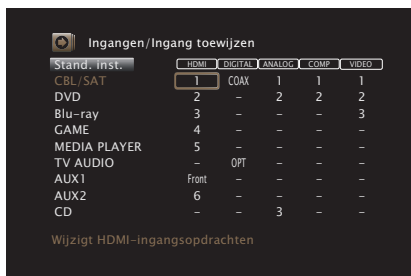 Ingangen/Ingang toewijzen
Stand. inst. HDMI DIGITAL ANALOG COMP VIDEO
CBL/SAT 1 COAX 1 1 1
DVD 2 – 2 2 2
Blu-ray 3 – – – 3
GAME 4 – – – –
MEDIA PLAYER 5 – – – –
TV AUDIO – OPT – – –
AUX1 Front – – – –
AUX2 6 – – – –
CD – – 3 – –
Wijzigt HDMI-ingangsopdrachten